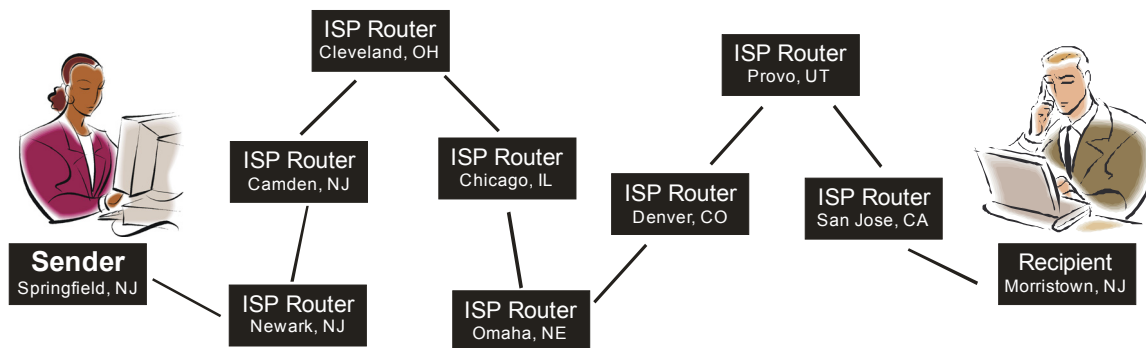 Sender
Springfield, NJ
ISP Router
Newark, NJ
ISP Router
Camden, NJ
ISP Router
Cleveland, OH
ISP Router
Chicago, IL
ISP Router
Omaha, NE
ISP Router
Denver, CO
ISP Router
Provo, UT
ISP Router
San Jose, CA
Recipient
Morristown, NJ